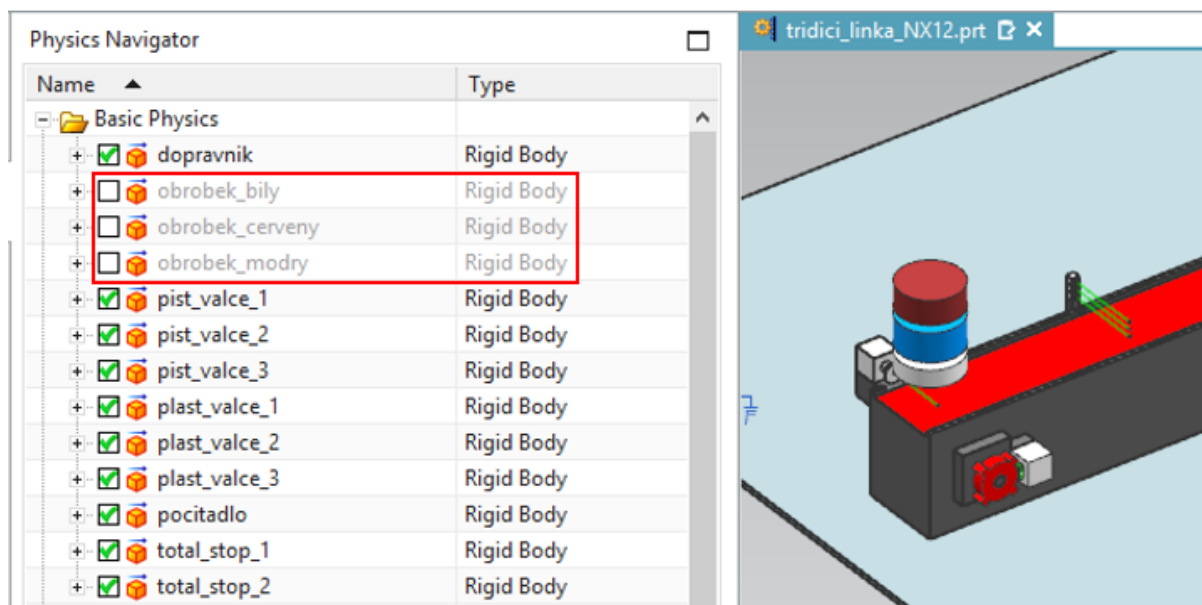 Physics Navigator
tridici_linka_NX12.prt
Name Type
Basic Physics
dopravnik Rigid Body
obrobek_bily Rigid Body
obrobek_cerveny Rigid Body
obrobek_modry Rigid Body
pist_valce_1 Rigid Body
pist_valce_2 Rigid Body
pist_valce_3 Rigid Body
plast_valce_1 Rigid Body
plast_valce_2 Rigid Body
plast_valce_3 Rigid Body
pocitadlo Rigid Body
total_stop_1 Rigid Body
total_stop_2 Rigid Body